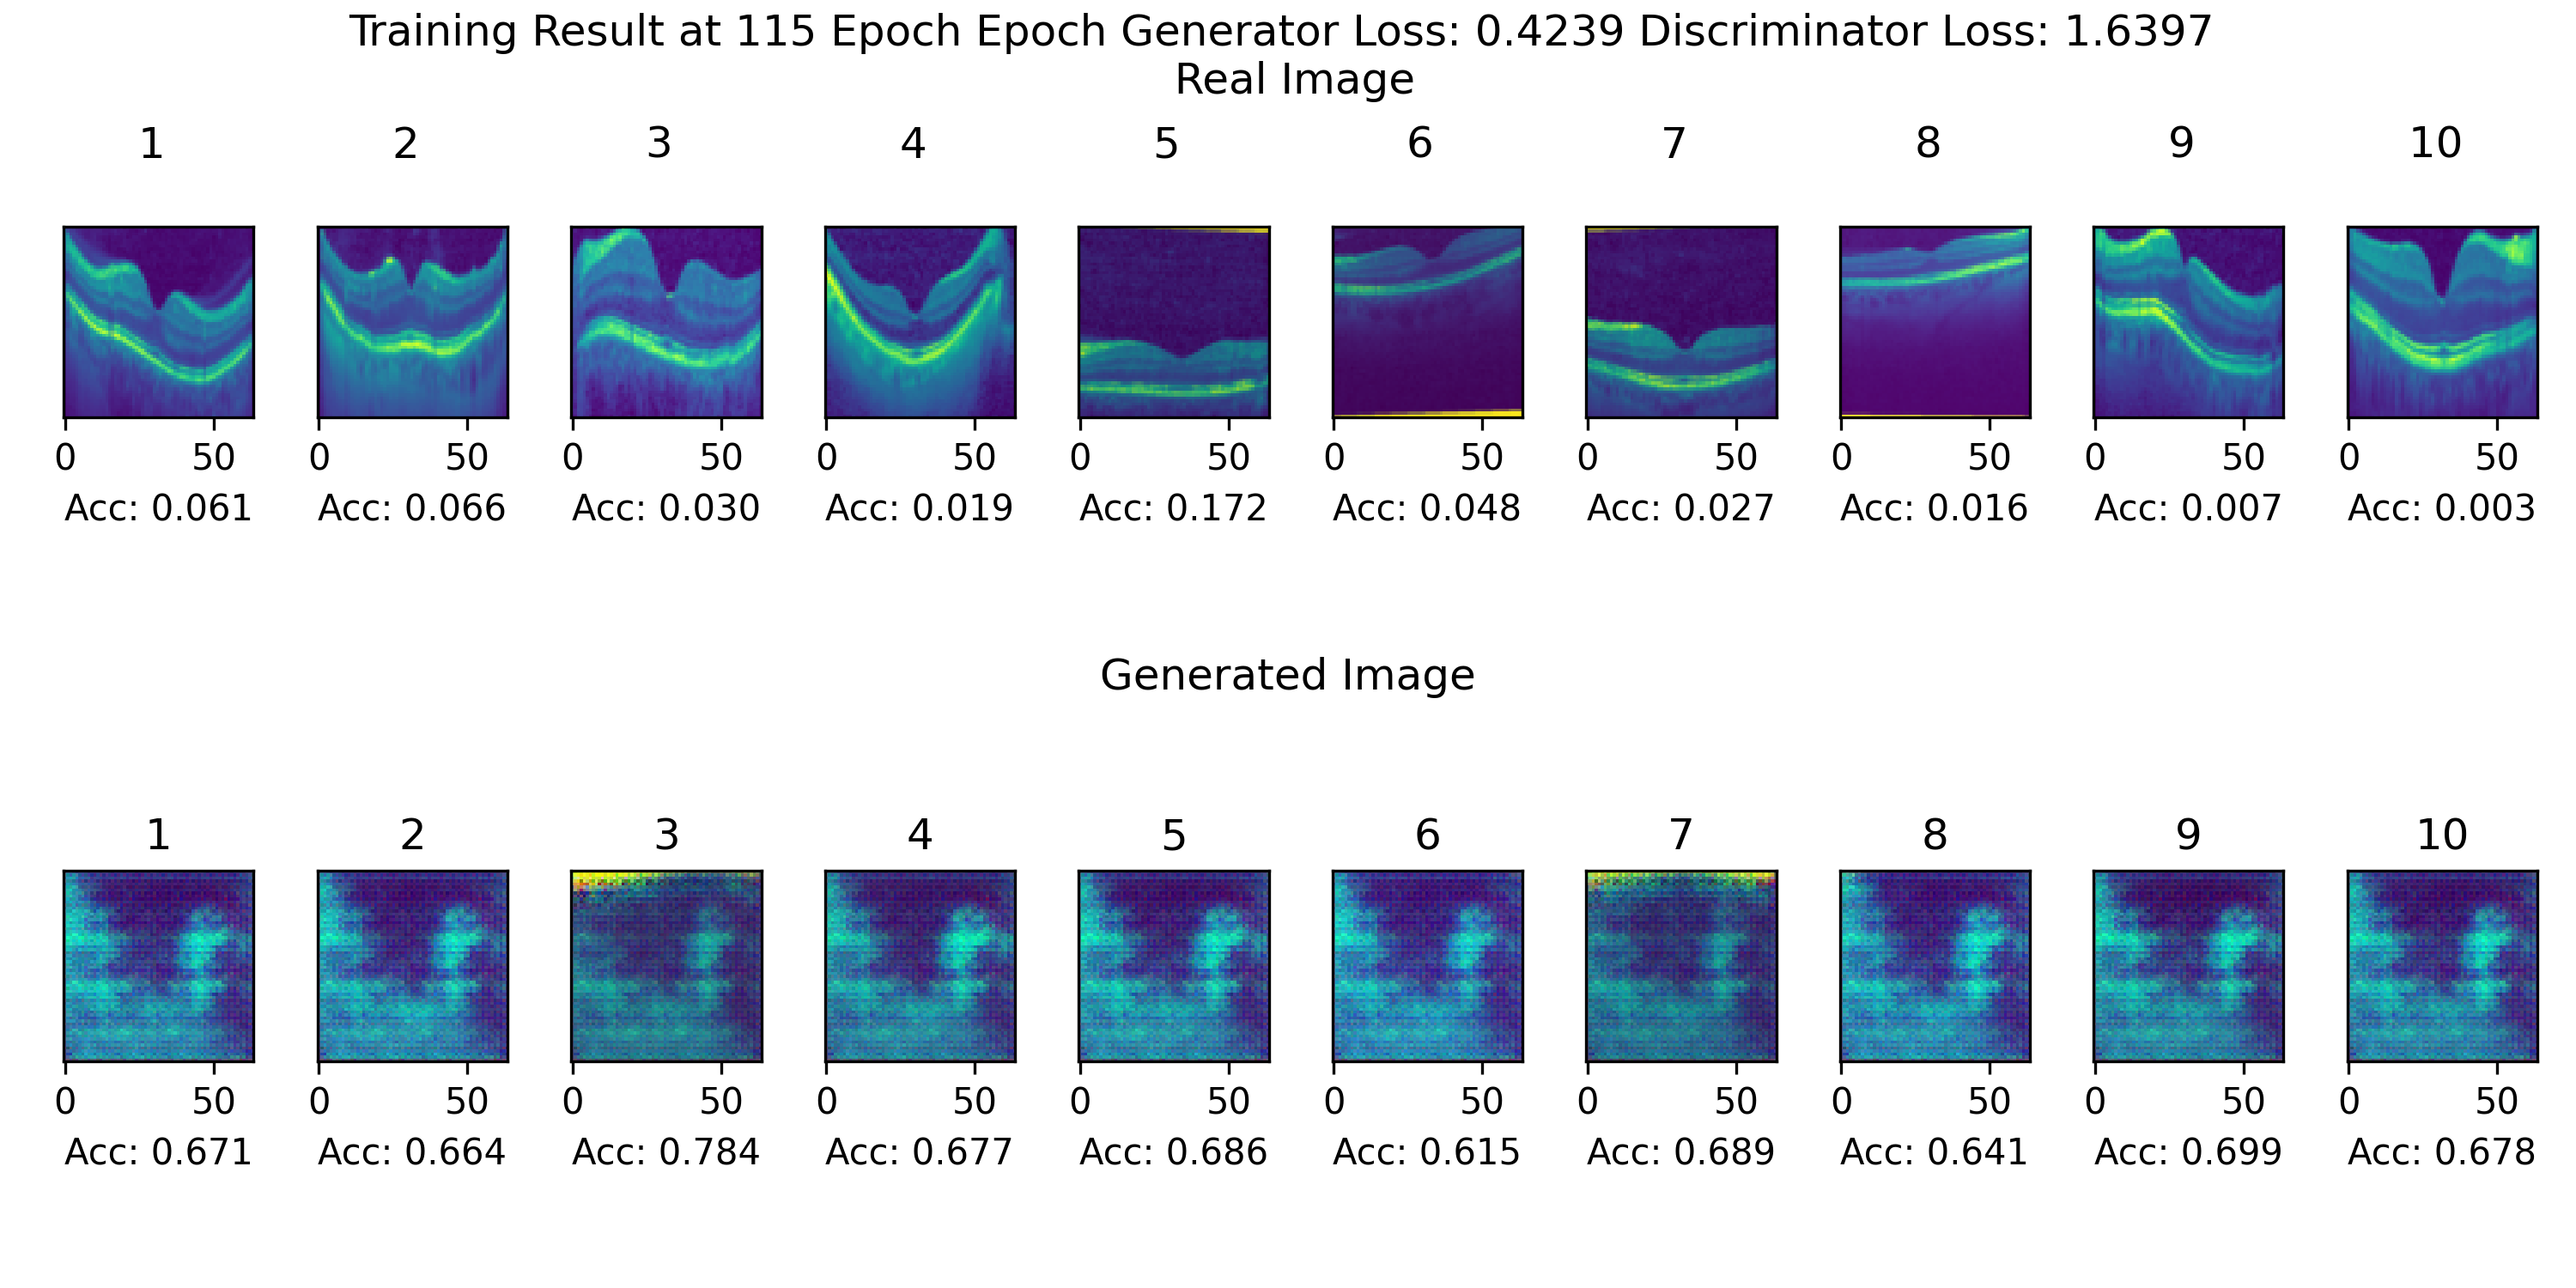 Training Result at 115 Epoch Epoch Generator Loss: 0.4239 Discriminator Loss: 1.6397
Real Image
1 2 3 4 5 6 7 8 9 10
0 50 0 50 0 50 0 50 0 50 0 50 0 50 0 50 0 50 0 50
Acc: 0.061 Acc: 0.066 Acc: 0.030 Acc: 0.019 Acc: 0.172 Acc: 0.048 Acc: 0.027 Acc: 0.016 Acc: 0.007 Acc: 0.003
Generated Image
1 2 3 4 5 6 7 8 9 10
0 50 0 50 0 50 0 50 0 50 0 50 0 50 0 50 0 50 0 50
Acc: 0.671 Acc: 0.664 Acc: 0.784 Acc: 0.677 Acc: 0.686 Acc: 0.615 Acc: 0.689 Acc: 0.641 Acc: 0.699 Acc: 0.678